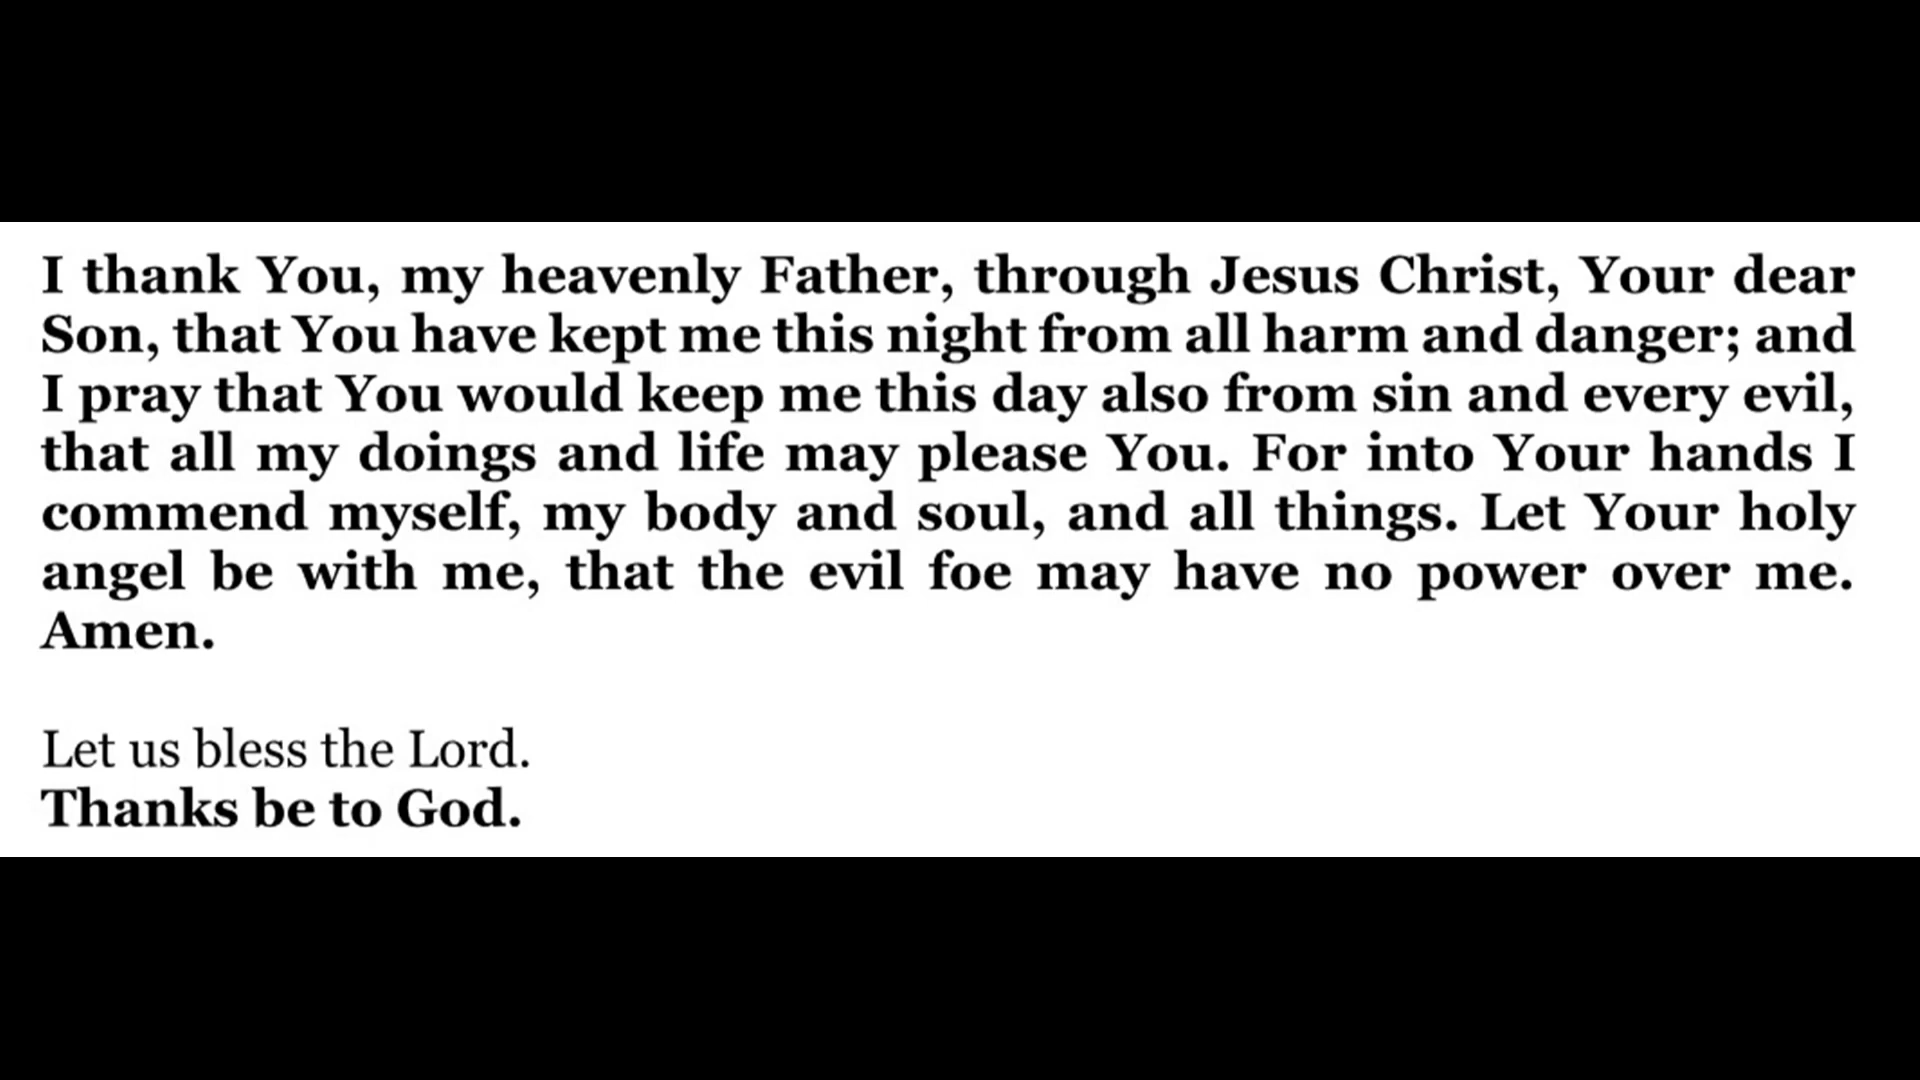 I thank You, my heavenly Father, through Jesus Christ, Your dear
Son, that You have kept me this night from all harm and danger; and
I pray that You would keep me this day also from sin and every evil,
that all my doings and life may please You. For into Your hands I
commend myself, my body and soul, and all things. Let Your holy
angel be with me, that the evil foe may have no power over me.
Amen.
Let us bless the Lord.
Thanks be to God.